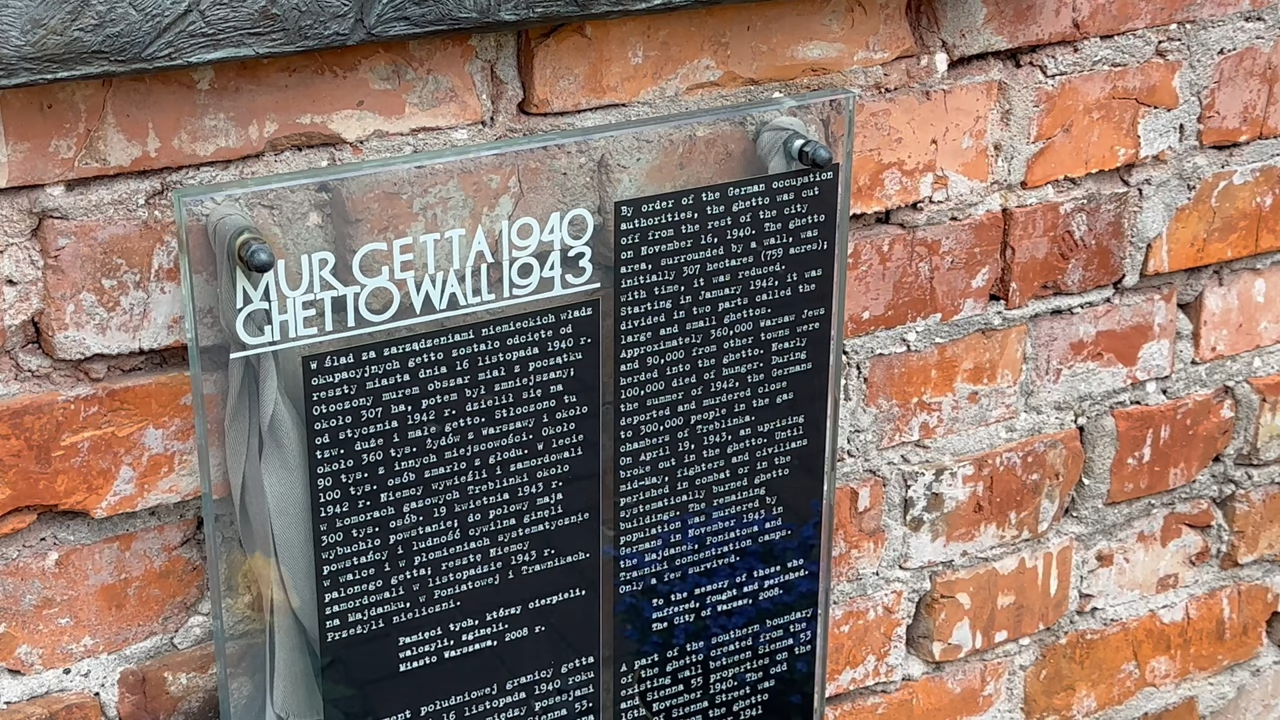 MUR GETTA 1940
GHETTO WALL 1943
W ślad za zarządzeniami niemieckich władz
okupacyjnych getto zostało odcięte od
reszty miasta dnia 16 listopada 1940 r.
Otoczony murem obszar miał z początku
około 307 ha, potem był zmniejszany;
od stycznia 1942 r. dzielił się na
tzw. duże i małe getto. Stłoczono tu
około 360 tys. Żydów z Warszawy i około
90 tys. z innych miejscowości. Około
100 tys. osób zmarło z głodu. W lecie
1942 r. Niemcy wywieźli i zamordowali
w komorach gazowych Treblinki około
300 tys. osób. 19 kwietnia 1943 r.
wybuchło powstanie; do połowy maja
powstańcy i ludność cywilna ginęli
w walce i w płomieniach systematycznie
palonego getta; resztę Niemcy
zamordowali w listopadzie 1943 r.
na Majdanku, w Poniatowej i Trawnikach.
Przeżyli nieliczni.
Pamięci tych, którzy cierpieli,
walczyli, zginęli.
Miasto Warszawa, 2008 r.
południowej granicy getta
16 listopada 1940 roku
między posesjami
Sienna 53.
By order of the German occupation
authorities, the ghetto was cut
off from the rest of the city
on November 16, 1940. The ghetto
area, surrounded by a wall, was
initially 307 hectares (759 acres);
with time, it was reduced.
Starting in January 1942, it was
divided in two parts called the
large and small ghettos.
Approximately 360,000 Warsaw Jews
and 90,000 from other towns were
herded into the ghetto. Nearly
100,000 died of hunger. During
the summer of 1942, the Germans
deported and murdered close
to 300,000 people in the gas
chambers of Treblinka.
On April 19, 1943, an uprising
broke out in the ghetto. Until
mid-May, fighters and civilians
perished in combat or in the
systematically burned ghetto
buildings. The remaining
population was murdered by
Germans in November 1943 in
the Majdanek, Poniatowa and
Trawniki concentration camps.
Only a few survived.
To the memory of those who
suffered, fought and perished.
The City of Warsaw, 2008.
A part of the southern boundary
of the ghetto created from the
existing wall between Sienna 53
and Sienna 55 properties on the
16th November 1940. The odd
of Sienna Street was
from the ghetto
1941